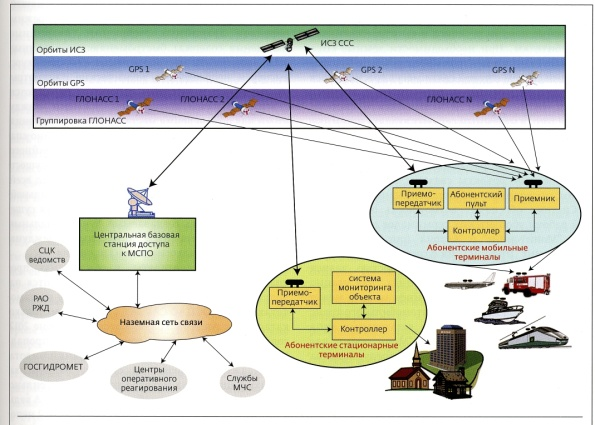 ИСЗ ССС
Орбиты ИСЗ
GPS 1
GPS 2
GPS N
Орбиты GPS
ГЛОНАСС 1
ГЛОНАСС 2
ГЛОНАСС N
Группировка ГЛОНАСС
Приемо-
передатчик
Абонентский
пульт
Приемник
Контроллер
Абонентские мобильные
терминалы
Центральная базовая
станция доступа
к МСПО
СЦК
ведомств
РАО
РЖД
Наземная сеть связи
ГОСГИДРОМЕТ
Центры
оперативного
реагирования
Службы
МЧС
Приемо-
передатчик
система
мониторинга
объекта
Контроллер
Абонентские стационарные
терминалы